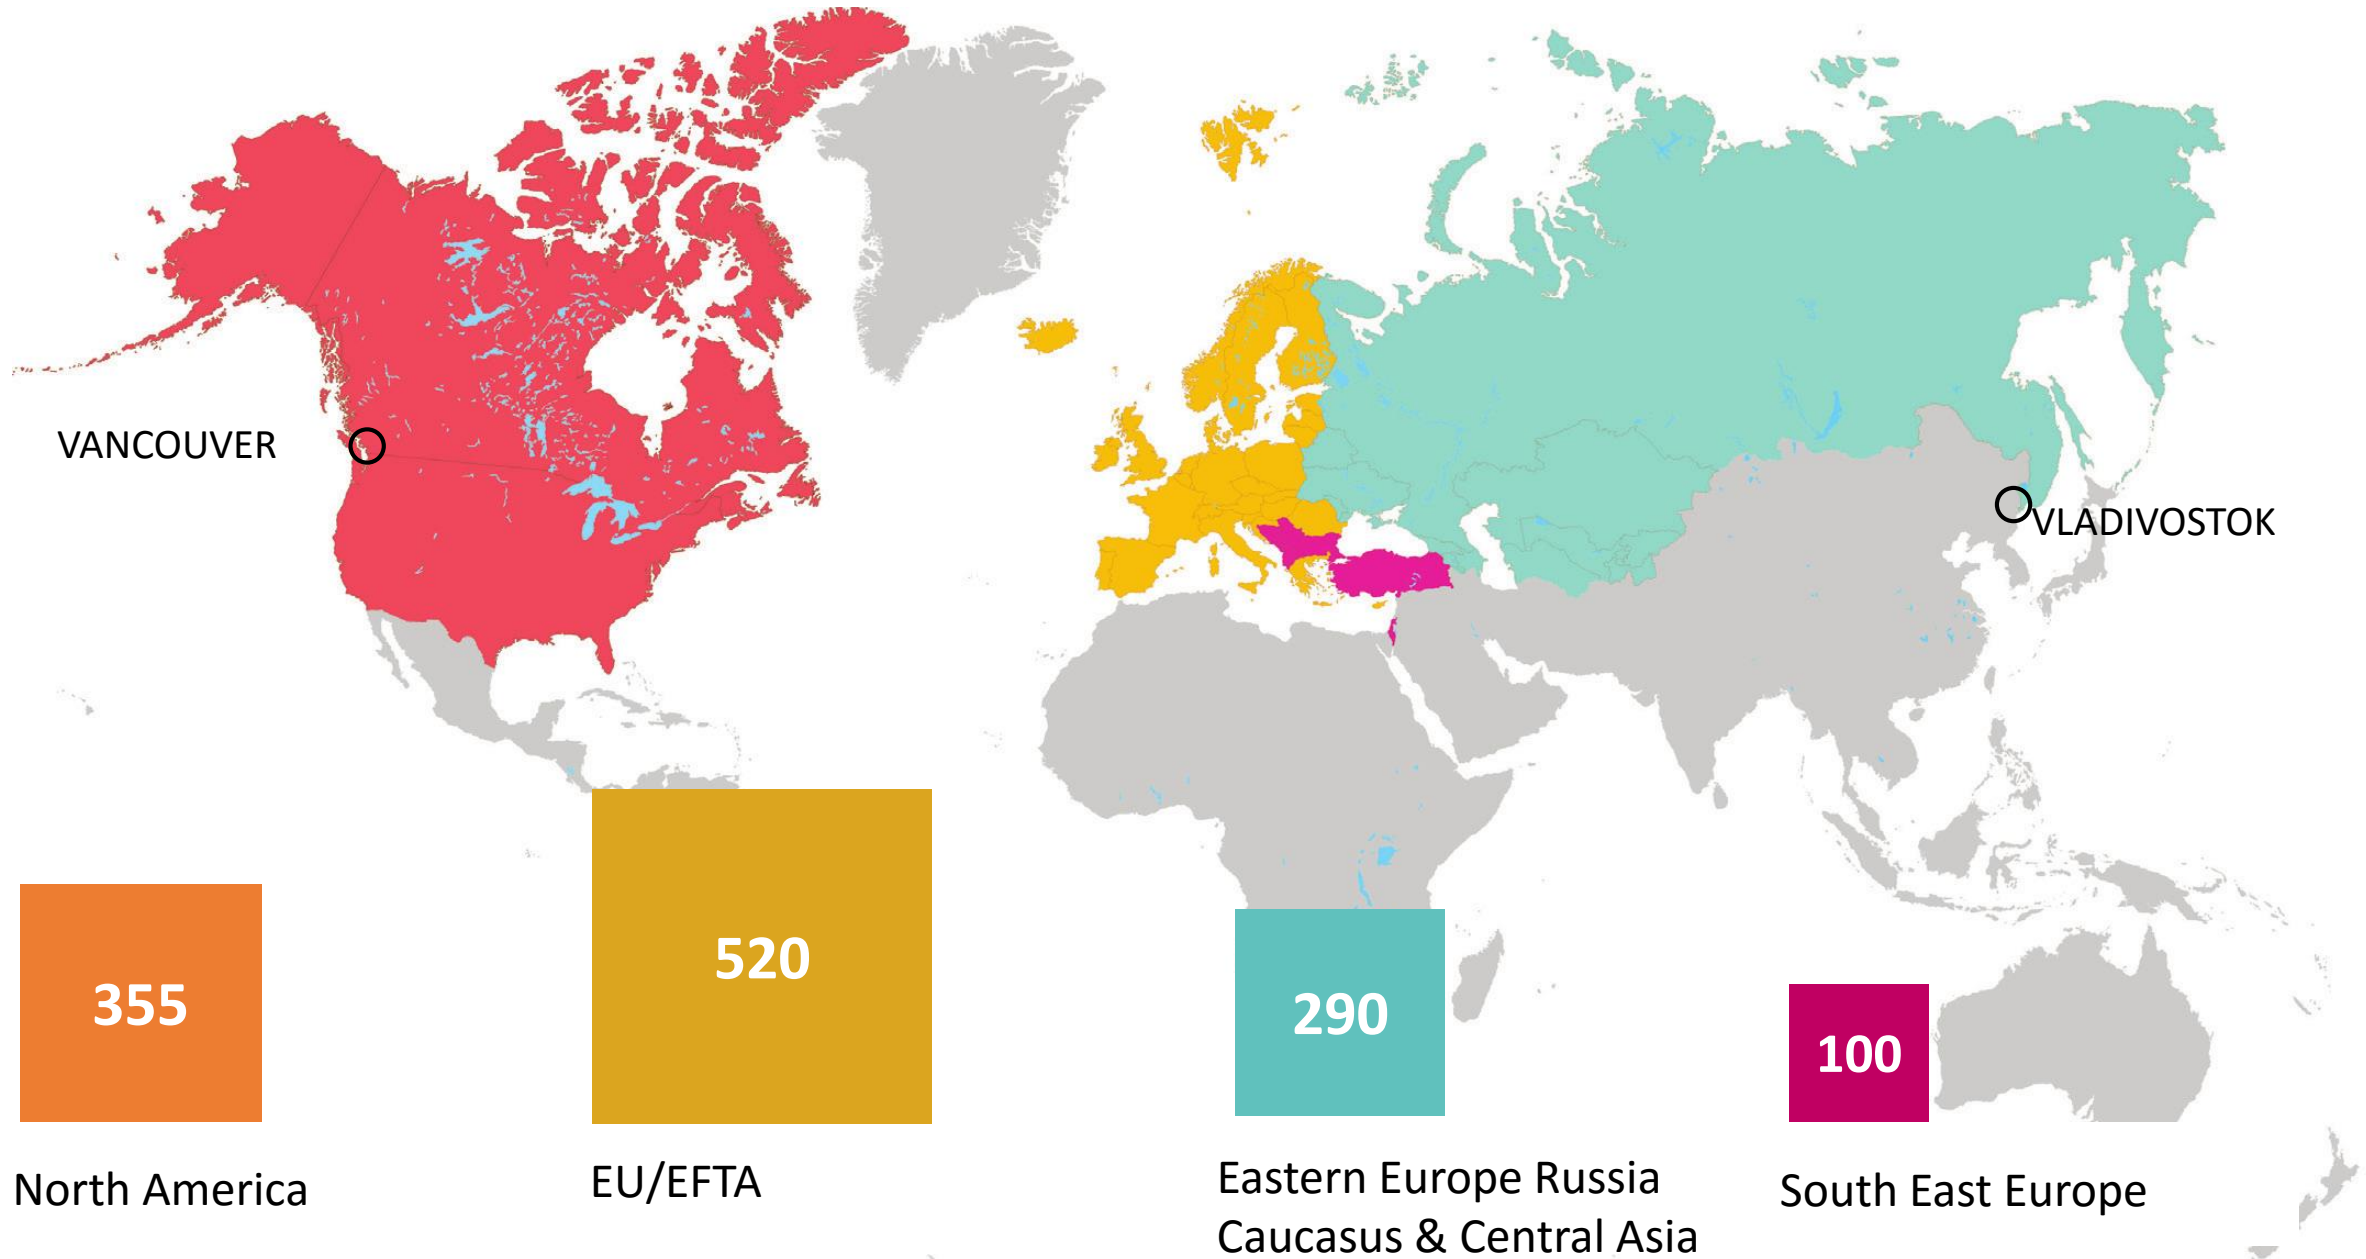 VANCOUVER
VLADIVOSTOK
355
520
290
100
North America
EU/EFTA
Eastern Europe Russia
Caucasus & Central Asia
South East Europe